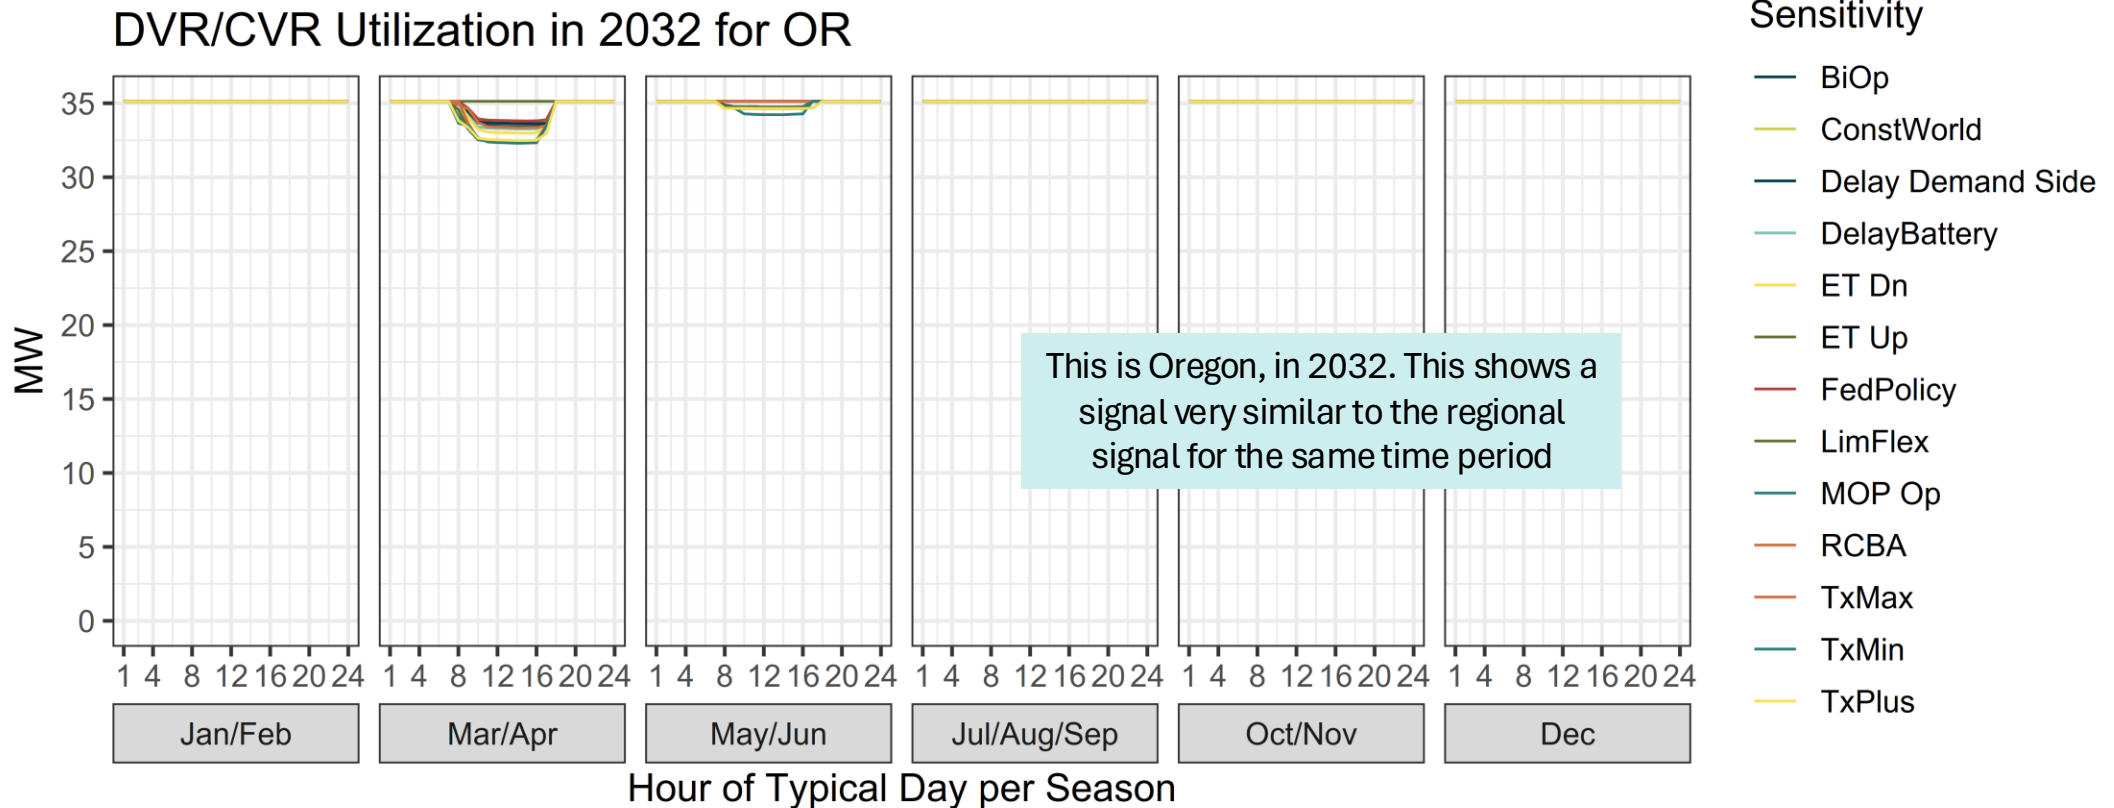 DVR/CVR Utilization in 2032 for OR
MW
35
30
25
20
15
10
5
0
1 4 8 12 16 20 24
1 4 8 12 16 20 24
1 4 8 12 16 20 24
1 4 8 12 16 20 24
1 4 8 12 16 20 24
1 4 8 12 16 20 24
Jan/Feb
Mar/Apr
May/Jun
Jul/Aug/Sep
Oct/Nov
Dec
Hour of Typical Day per Season
This is Oregon, in 2032. This shows a
signal very similar to the regional
signal for the same time period
Sensitivity
BiOp
ConstWorld
Delay Demand Side
DelayBattery
ET Dn
ET Up
FedPolicy
LimFlex
MOP Op
RCBA
TxMax
TxMin
TxPlus